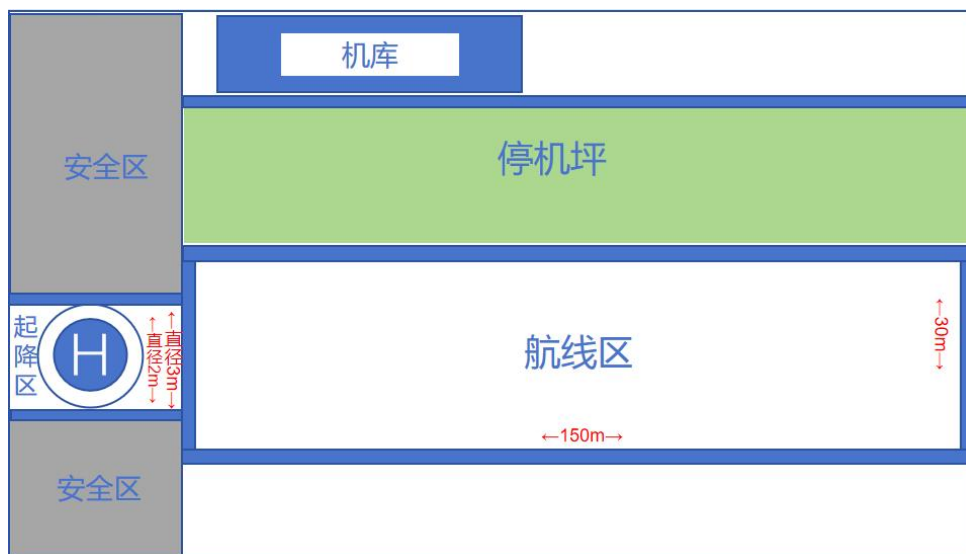 机库
安全区
停机坪
起降区
H
←直径2m→
←直径3m→
航线区
←30m→
←150m→
安全区